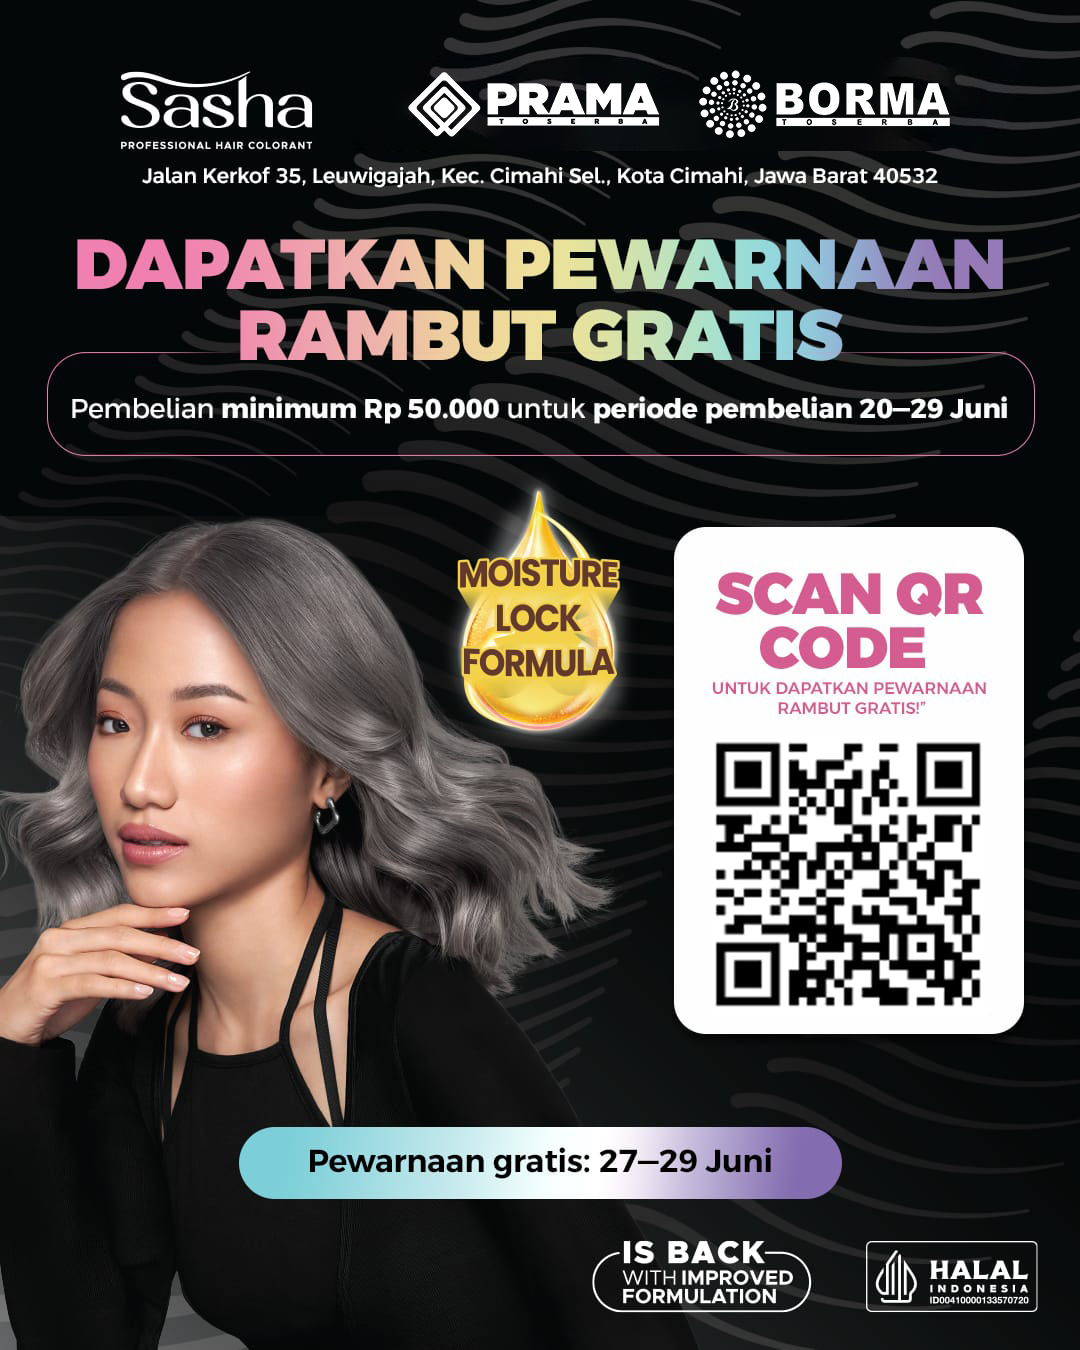 Sasha
PROFESSIONAL HAIR COLORANT
PRAMA
TOSERBA
B
BORMA
TOSERBA
Jalan Kerkof 35, Leuwigajah, Kec. Cimahi Sel., Kota Cimahi, Jawa Barat 40532
DAPATKAN PEWARNAAN
RAMBUT GRATIS
Pembelian minimum Rp 50.000 untuk periode pembelian 20–29 Juni
MOISTURE
LOCK
FORMULA
SCAN QR
CODE
UNTUK DAPATKAN PEWARNAAN
RAMBUT GRATIS!”
Pewarnaan gratis: 27–29 Juni
IS BACK
WITH IMPROVED
FORMULATION
HALAL
INDONESIA
ID00410000133570720